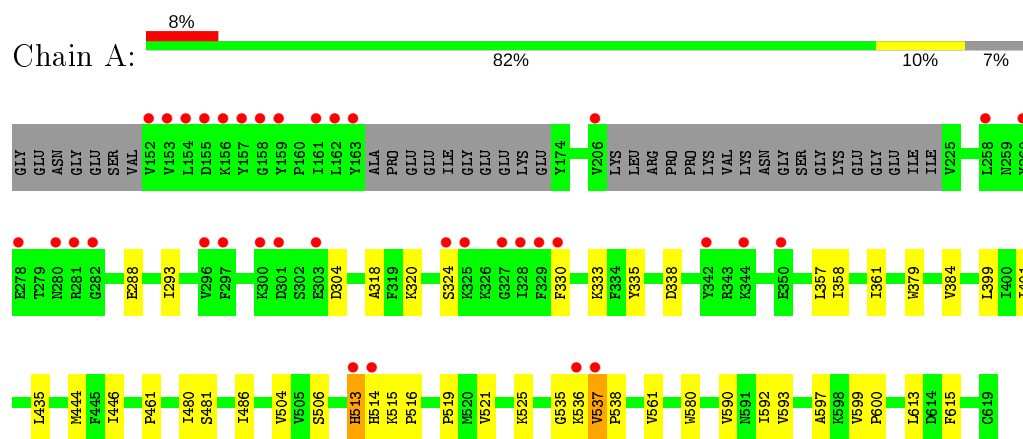 8%
Chain A:
82% 10% 7%
GLY GLU ASN GLY GLU SER VAL V152 V153 L154 D155 K156 Y157 G158 Y159 P160 I161 L162 Y163 ALA PRO GLU GLU ILE GLY GLU GLU LYS GLU Y174 V206 LYS LEU ARG PRO PRO LYS VAL LYS ASN GLY SER GLY LYS GLU GLY GLU ILE ILE V225 L258 N259
E278 T279 N280 R281 G282 E288 I293 V296 F297 K300 D301 S302 E303 D304 A318 F319 K320 S324 K325 K326 G327 I328 F329 F330 K333 F334 Y335 D338 Y342 R343 K344 E350 L357 I358 I361 W379 V384 L399 I400
L435 M444 F445 I446 P461 I480 S481 I486 V504 V505 S506 H513 H514 K515 P516 P519 M520 V521 K525 G535 K536 V537 P538 V561 W580 V590 N591 I592 V593 A597 K598 V599 P600 L613 D614 F615 C619